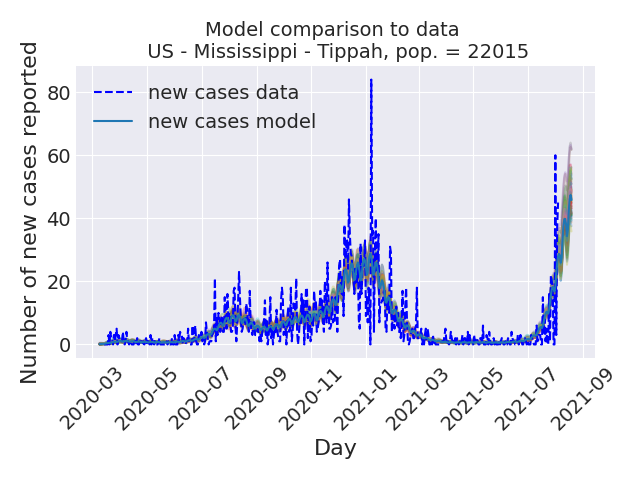 Model comparison to data
US - Mississippi - Tippah, pop. = 22015
Number of new cases reported
80
60
40
20
0
new cases data
new cases model
2020-03
2020-05
2020-07
2020-09
2020-11
2021-01
2021-03
2021-05
2021-07
2021-09
Day